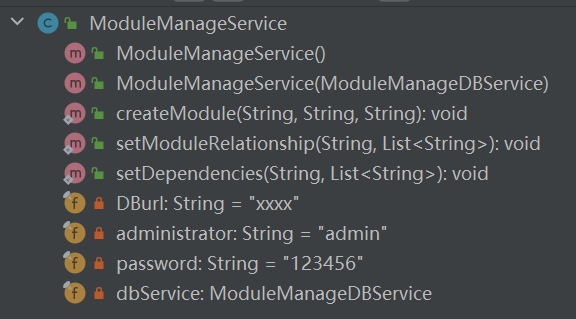 ModuleManageService
ModuleManageService()
ModuleManageService(ModuleManageDBService)
createModule(String, String, String): void
setModuleRelationship(String, List<String>): void
setDependencies(String, List<String>): void
DBurl: String = "xxxx"
administrator: String = "admin"
password: String = "123456"
dbService: ModuleManageDBService